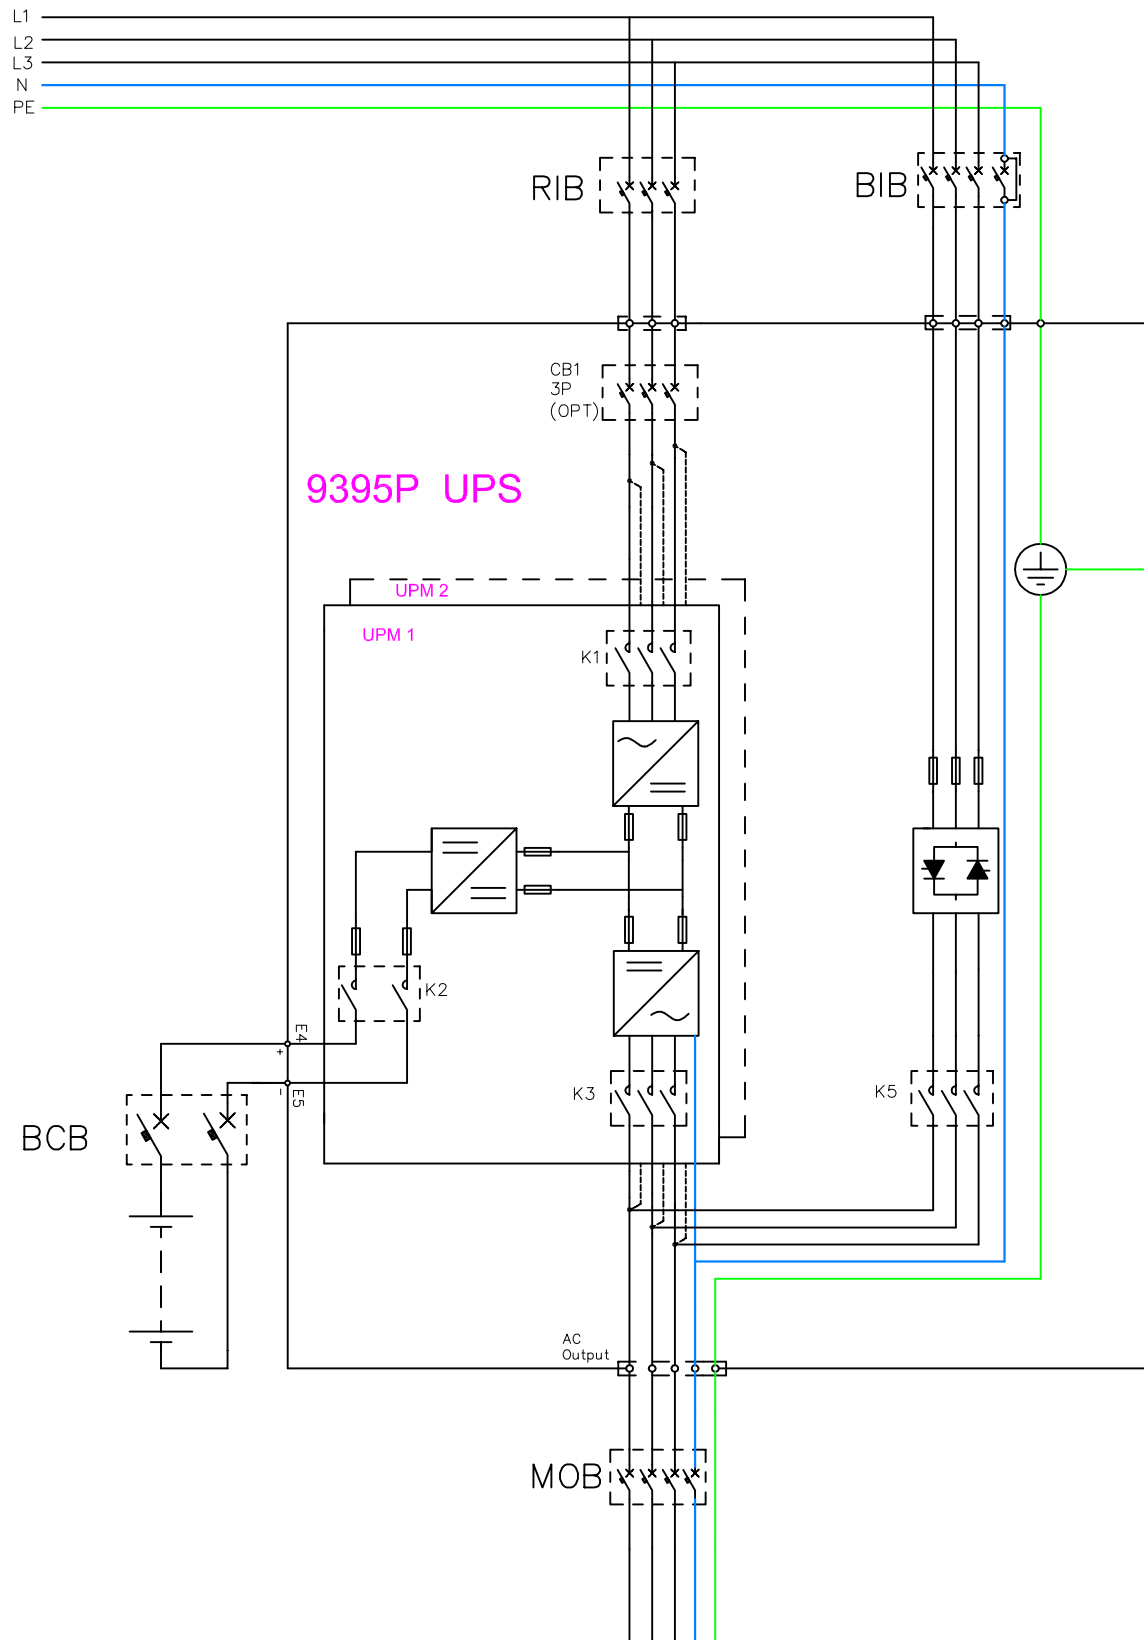 L1
L2
L3
N
PE
RIB
BIB
CB1
3P
(OPT)
9395P UPS
UPM 2
UPM 1
K1
K2
E4
+
-
E5
K3
K5
BCB
AC
Output
MOB